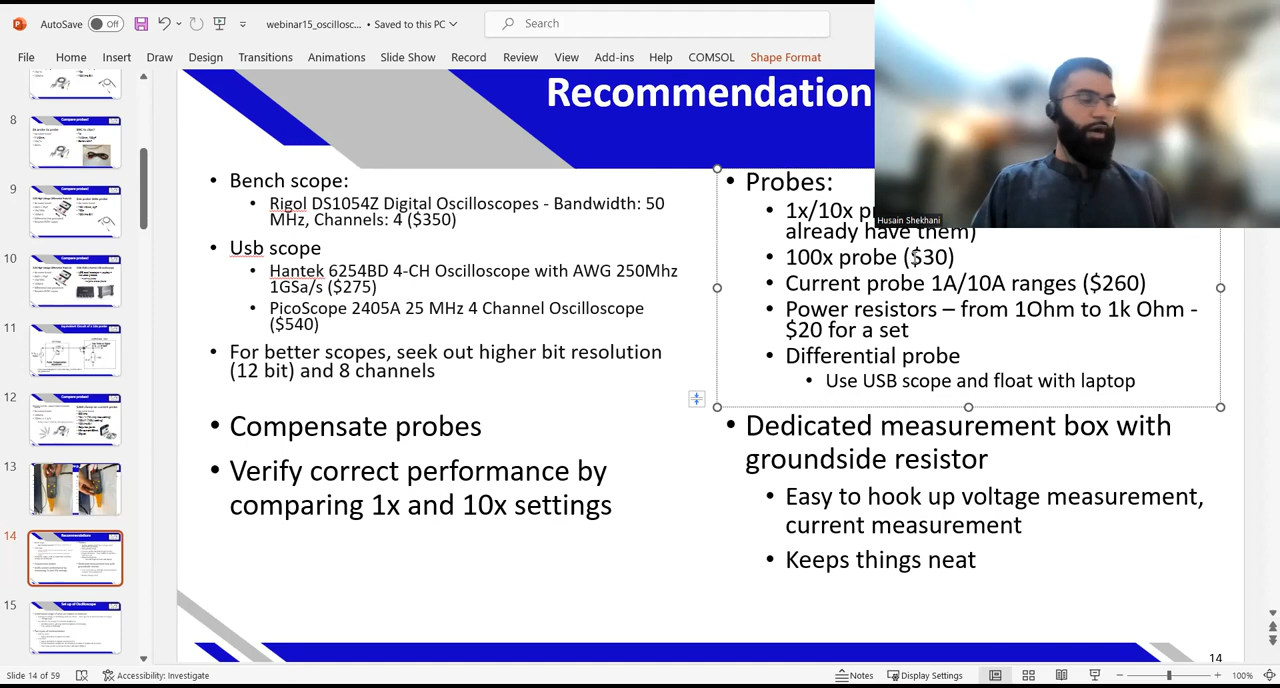 AutoSave Off webinar15_oscillosc... • Saved to this PC Search
File Home Insert Draw Design Transitions Animations Slide Show Record Review View Add-ins Help COMSOL Shape Format
Recommendation
• Bench scope:
• Rigol DS1054Z Digital Oscilloscopes - Bandwidth: 50
MHz, Channels: 4 ($350)
• Usb scope
• Hantek 6254BD 4-CH Oscilloscope with AWG 250Mhz
1GSa/s ($275)
• PicoScope 2405A 25 MHz 4 Channel Oscilloscope
($540)
• For better scopes, seek out higher bit resolution
(12 bit) and 8 channels
• Compensate probes
• Verify correct performance by
comparing 1x and 10x settings
• Probes:
• 1x/10x
already have them)
• 100x probe ($30)
• Current probe 1A/10A ranges ($260)
• Power resistors – from 1Ohm to 1k Ohm -
$20 for a set
• Differential probe
• Use USB scope and float with laptop
• Dedicated measurement box with
groundside resistor
• Easy to hook up voltage measurement,
current measurement
• Keeps things neat
14
Husain Shekhani
8
9
10
11
12
13
14
15
Slide 14 of 59 Accessibility: Investigate Notes Display Settings 100%